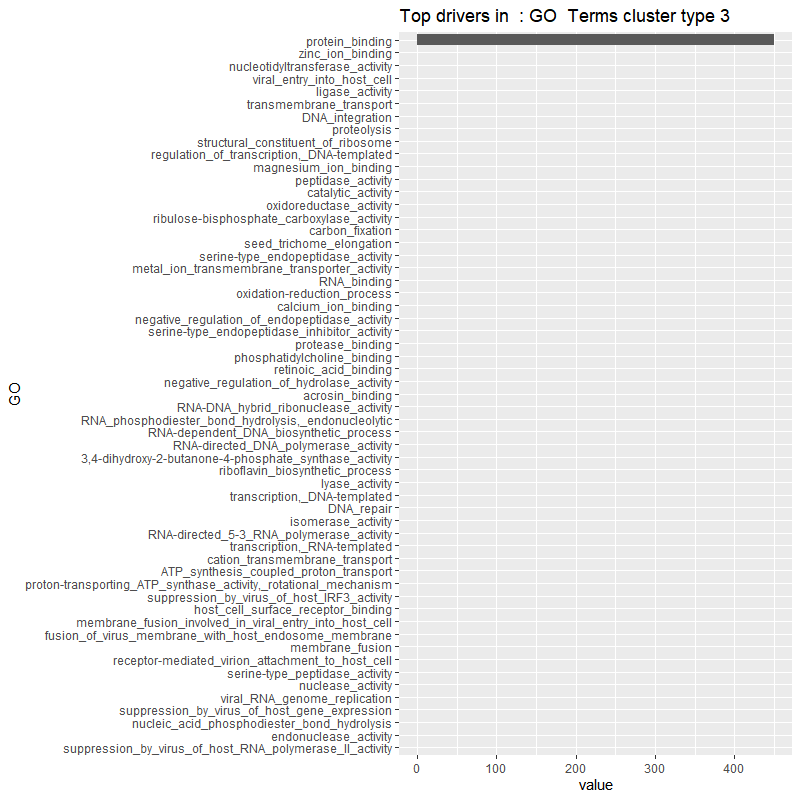 Top drivers in  : GO  Terms cluster type 3
protein_binding
zinc_ion_binding
nucleotidyltransferase_activity
viral_entry_into_host_cell
ligase_activity
transmembrane_transport
DNA_integration
proteolysis
structural_constituent_of_ribosome
regulation_of_transcription,_DNA-templated
magnesium_ion_binding
peptidase_activity
catalytic_activity
oxidoreductase_activity
ribulose-bisphosphate_carboxylase_activity
carbon_fixation
seed_trichome_elongation
serine-type_endopeptidase_activity
metal_ion_transmembrane_transporter_activity
RNA_binding
oxidation-reduction_process
calcium_ion_binding
negative_regulation_of_endopeptidase_activity
serine-type_endopeptidase_inhibitor_activity
protease_binding
phosphatidylcholine_binding
retinoic_acid_binding
negative_regulation_of_hydrolase_activity
acrosin_binding
RNA-DNA_hybrid_ribonuclease_activity
RNA_phosphodiester_bond_hydrolysis,_endonucleolytic
RNA-dependent_DNA_biosynthetic_process
RNA-directed_DNA_polymerase_activity
3,4-dihydroxy-2-butanone-4-phosphate_synthase_activity
riboflavin_biosynthetic_process
lyase_activity
transcription,_DNA-templated
DNA_repair
isomerase_activity
RNA-directed_5-3_RNA_polymerase_activity
transcription,_RNA-templated
cation_transmembrane_transport
ATP_synthesis_coupled_proton_transport
proton-transporting_ATP_synthase_activity,_rotational_mechanism
suppression_by_virus_of_host_IRF3_activity
host_cell_surface_receptor_binding
membrane_fusion_involved_in_viral_entry_into_host_cell
fusion_of_virus_membrane_with_host_endosome_membrane
membrane_fusion
receptor-mediated_virion_attachment_to_host_cell
serine-type_peptidase_activity
nuclease_activity
viral_RNA_genome_replication
suppression_by_virus_of_host_gene_expression
nucleic_acid_phosphodiester_bond_hydrolysis
endonuclease_activity
suppression_by_virus_of_host_RNA_polymerase_II_activity
GO
0 100 200 300 400
value